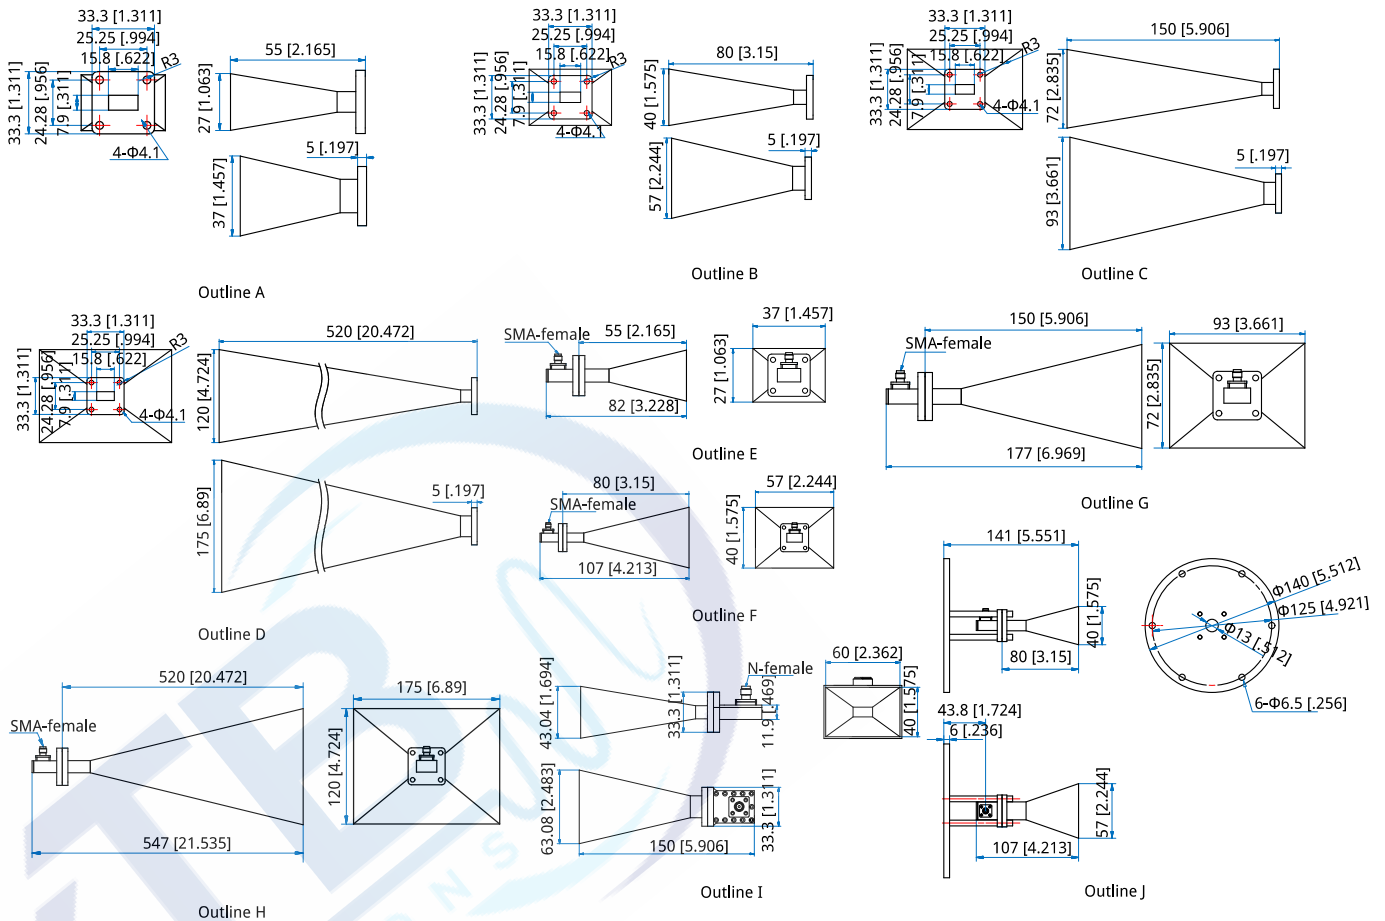 33.3 [1.311]
25.25 [.994]
15.8 [.622]
R3
33.3 [1.311]
24.28 [.956]
7.9 [.311]
4-Φ4.1
55 [2.165]
27 [1.063]
5 [.197]
37 [1.457]
Outline A
33.3 [1.311]
25.25 [.994]
15.8 [.622]
R3
33.3 [1.311]
24.28 [.956]
7.9 [.311]
4-Φ4.1
80 [3.15]
40 [1.575]
5 [.197]
57 [2.244]
Outline B
33.3 [1.311]
25.25 [.994]
15.8 [.622]
R3
33.3 [1.311]
24.28 [.956]
7.9 [.311]
4-Φ4.1
150 [5.906]
72 [2.835]
5 [.197]
93 [3.661]
Outline C
33.3 [1.311]
25.25 [.994]
15.8 [.622]
R3
33.3 [1.311]
24.28 [.956]
7.9 [.311]
4-Φ4.1
520 [20.472]
120 [4.724]
5 [.197]
175 [6.89]
Outline D
SMA-female
55 [2.165]
82 [3.228]
37 [1.457]
27 [1.063]
Outline E
80 [3.15]
SMA-female
107 [4.213]
57 [2.244]
40 [1.575]
Outline F
150 [5.906]
SMA-female
177 [6.969]
93 [3.661]
72 [2.835]
Outline G
520 [20.472]
SMA-female
547 [21.535]
175 [6.89]
120 [4.724]
Outline H
43.04 [1.694]
33.3 [1.311]
N-female
11.9 [.469]
60 [2.362]
40 [1.575]
63.08 [2.483]
33.3 [1.311]
150 [5.906]
Outline I
141 [5.551]
40 [1.575]
80 [3.15]
Φ140 [5.512]
Φ125 [4.921]
Φ13 [.512]
6-Φ6.5 [.256]
43.8 [1.724]
6 [.236]
57 [2.244]
107 [4.213]
Outline J